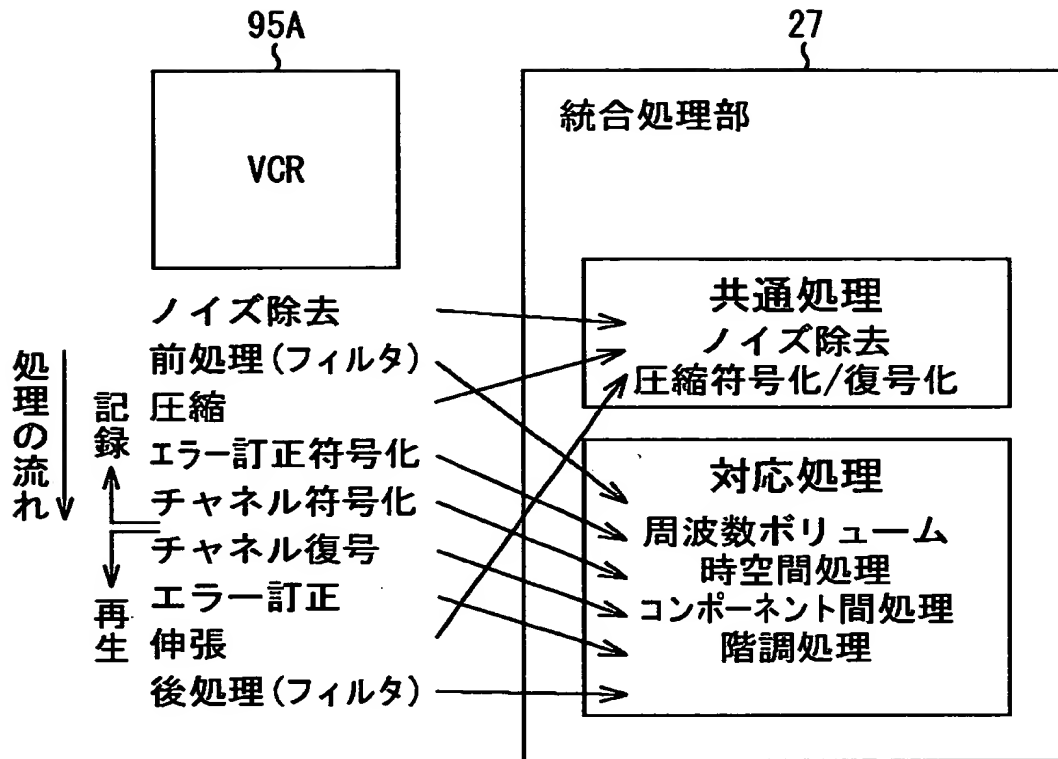 95A
27
VCR
統合処理部
処理の流れ
記録
再生
ノイズ除去
前処理(フィルタ)
圧縮
エラー訂正符号化
チャネル符号化
チャネル復号
エラー訂正
伸張
後処理(フィルタ)
共通処理
ノイズ除去
圧縮符号化/復号化
対応処理
周波数ボリューム
時空間処理
コンポーネント間処理
階調処理